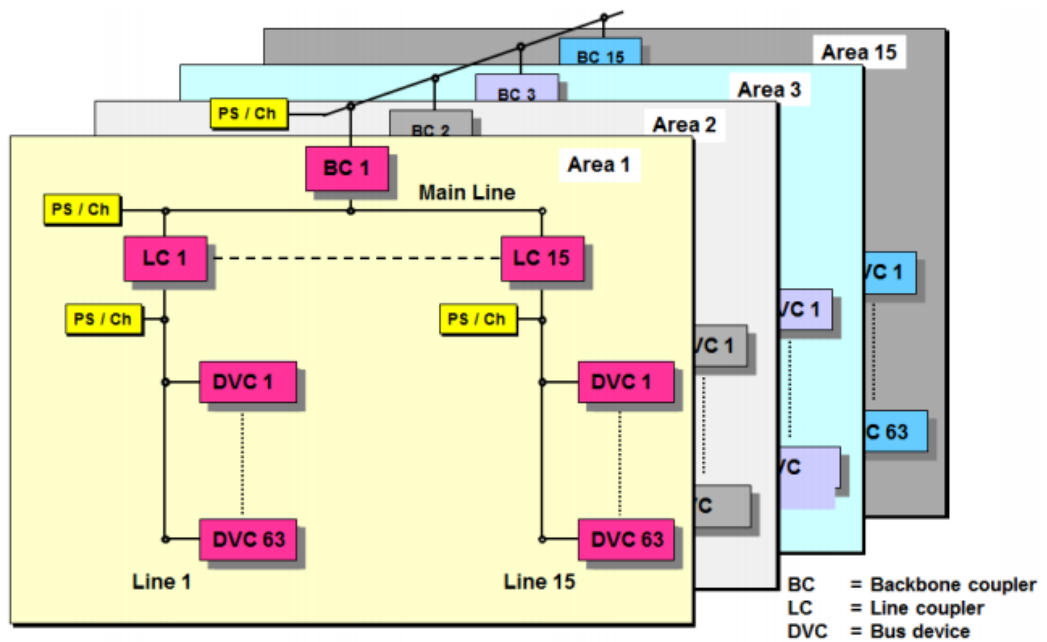 Area 15
BC 15
Area 3
BC 3
PS / Ch
Area 2
BC 2
BC 1
Area 1
Main Line
PS / Ch
LC 1
LC 15
VC 1
PS / Ch
PS / Ch
VC 1
VC 1
DVC 1
DVC 1
C 63
VC
VC
DVC 63
DVC 63
Line 1
Line 15
BC = Backbone coupler
LC = Line coupler
DVC = Bus device